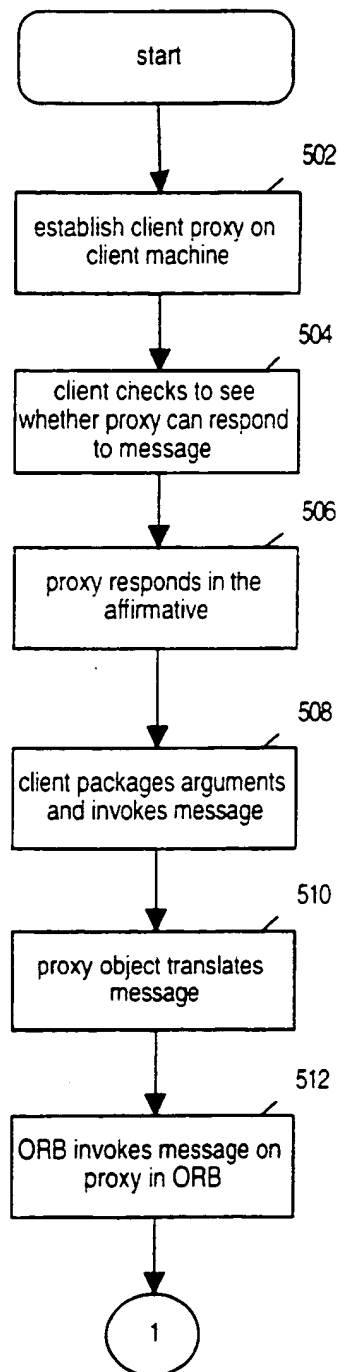 start
502
establish client proxy on
client machine
504
client checks to see
whether proxy can respond
to message
506
proxy responds in the
affirmative
508
client packages arguments
and invokes message
510
proxy object translates
message
512
ORB invokes message on
proxy in ORB
1